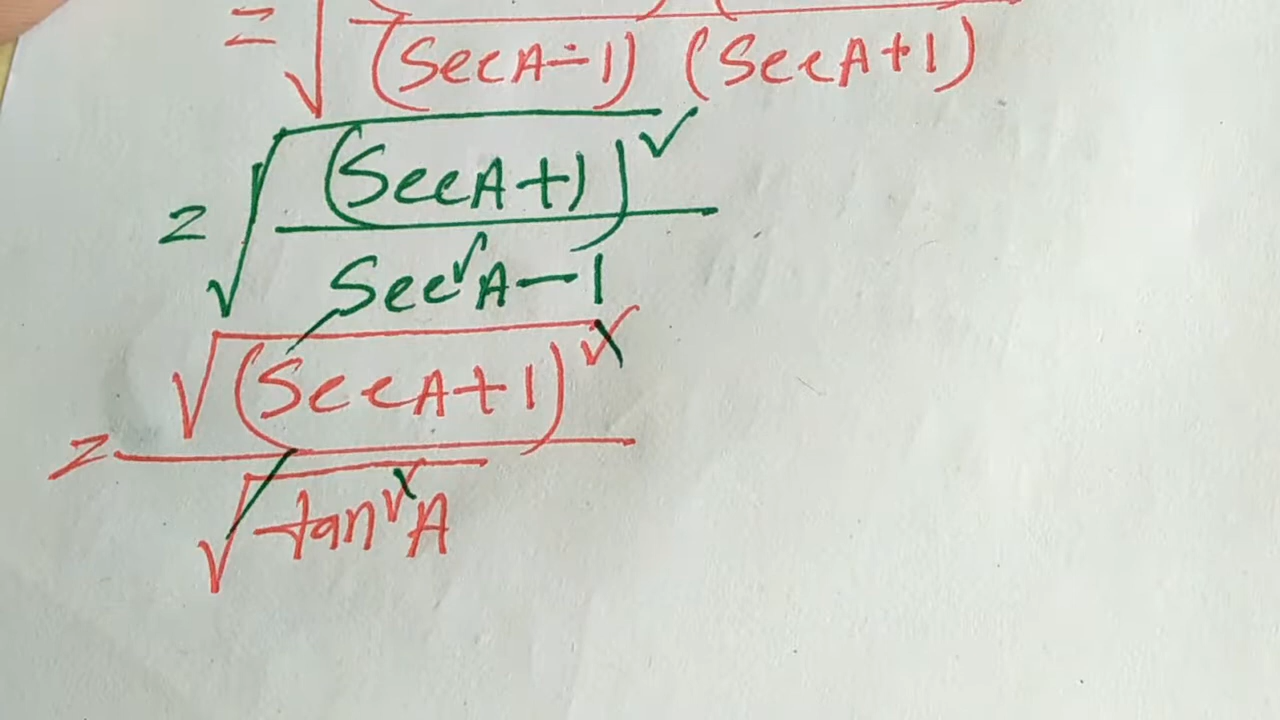 = √ (SecA-1) (SecA+1)
= √ (SecA+1)² / Sec²A-1
= √(SecA+1)² / √tan²A